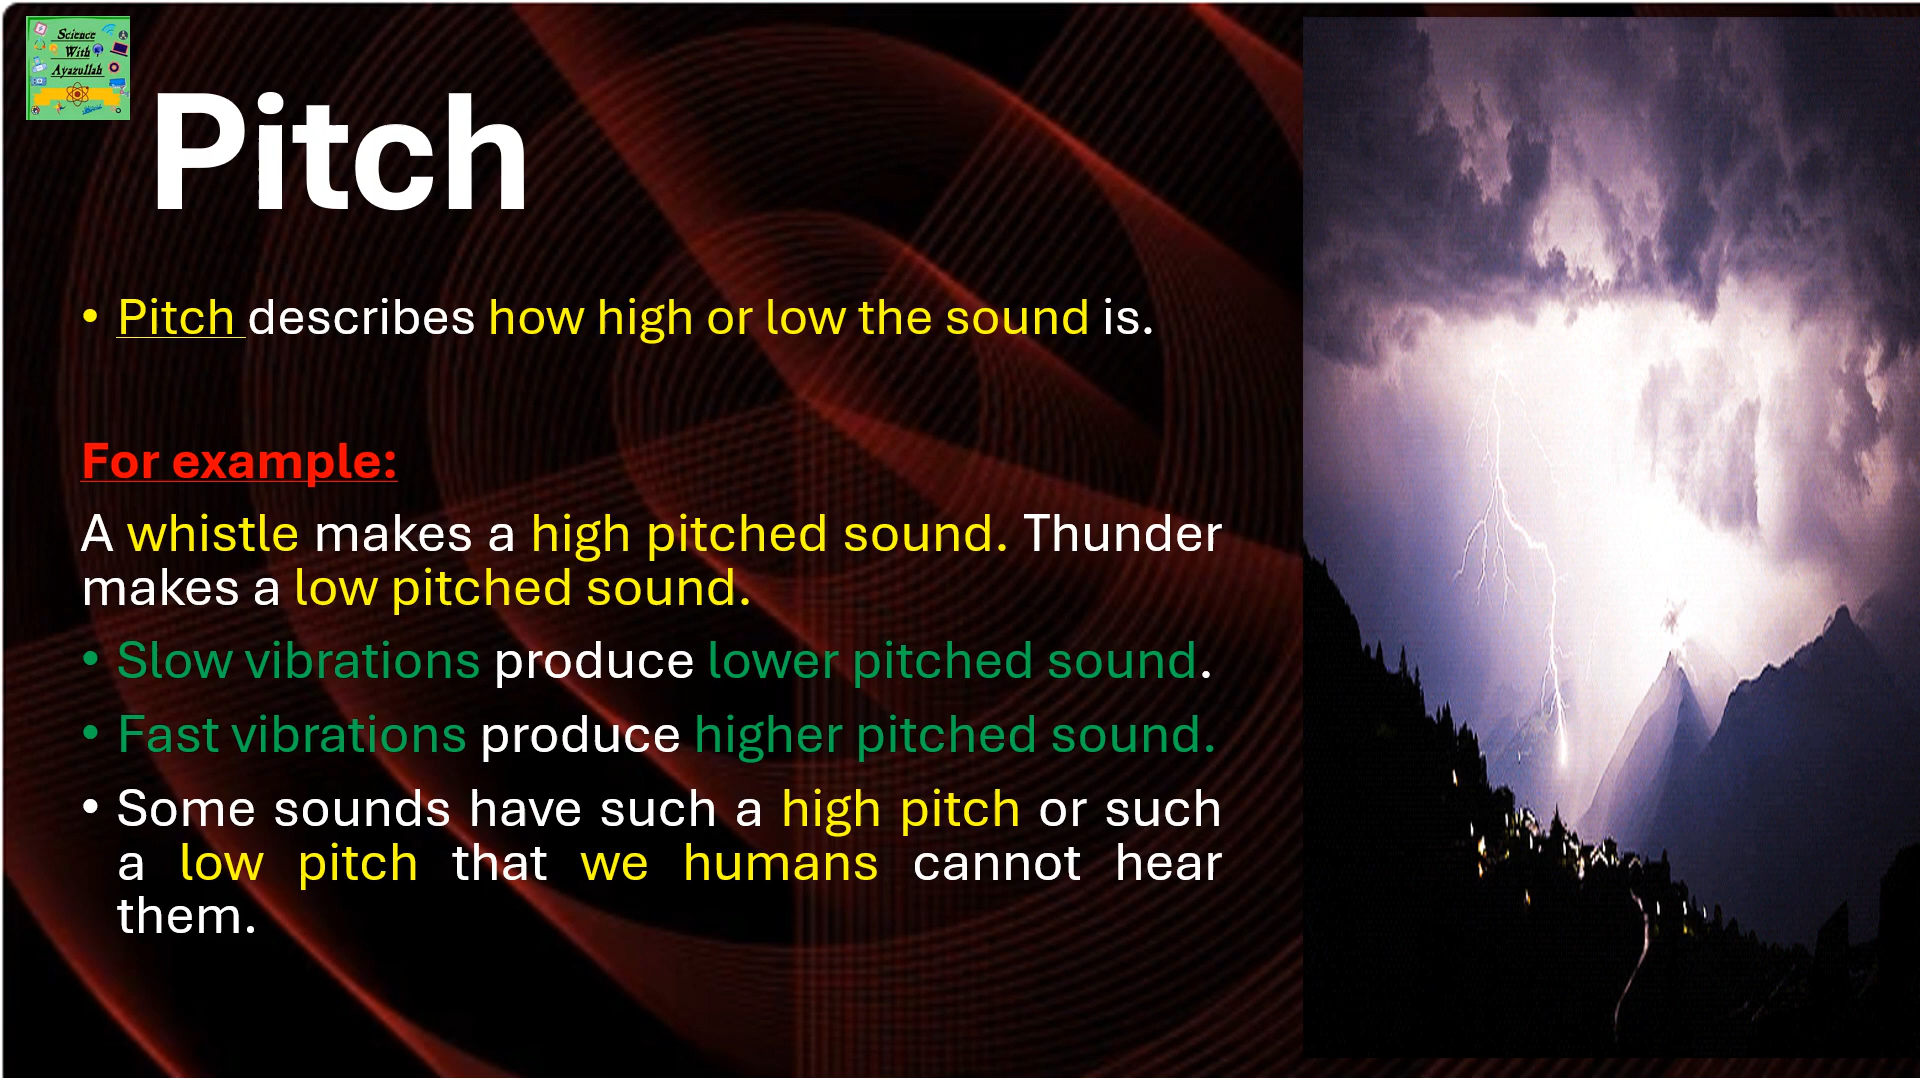 Science
With
Ayazullah
Pitch
• Pitch describes how high or low the sound is.
For example:
A whistle makes a high pitched sound. Thunder
makes a low pitched sound.
• Slow vibrations produce lower pitched sound.
• Fast vibrations produce higher pitched sound.
• Some sounds have such a high pitch or such
a low pitch that we humans cannot hear
them.